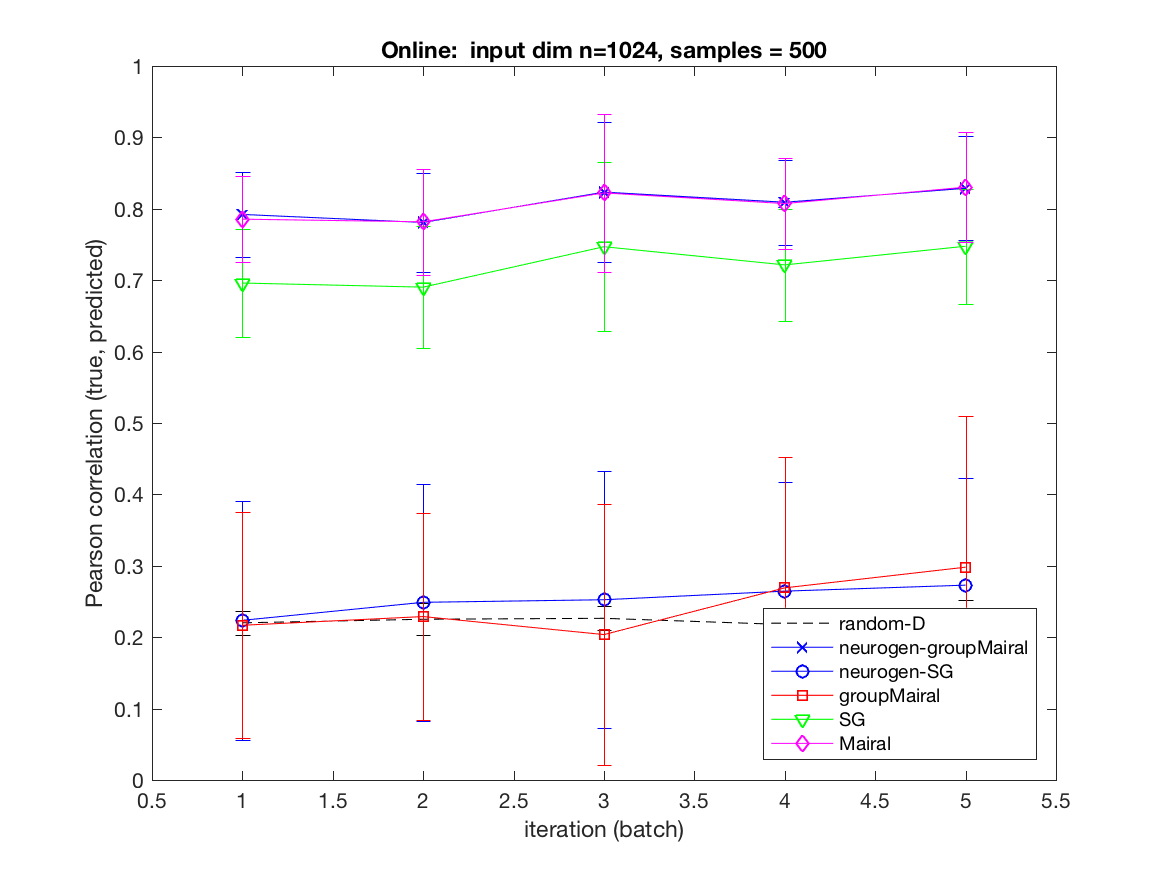 Online:  input dim n=1024, samples = 500
Pearson correlation (true, predicted)
1
0.9
0.8
0.7
0.6
0.5
0.4
0.3
0.2
0.1
0
random-D
neurogen-groupMairal
neurogen-SG
groupMairal
SG
Mairal
0.5 1 1.5 2 2.5 3 3.5 4 4.5 5 5.5
iteration (batch)